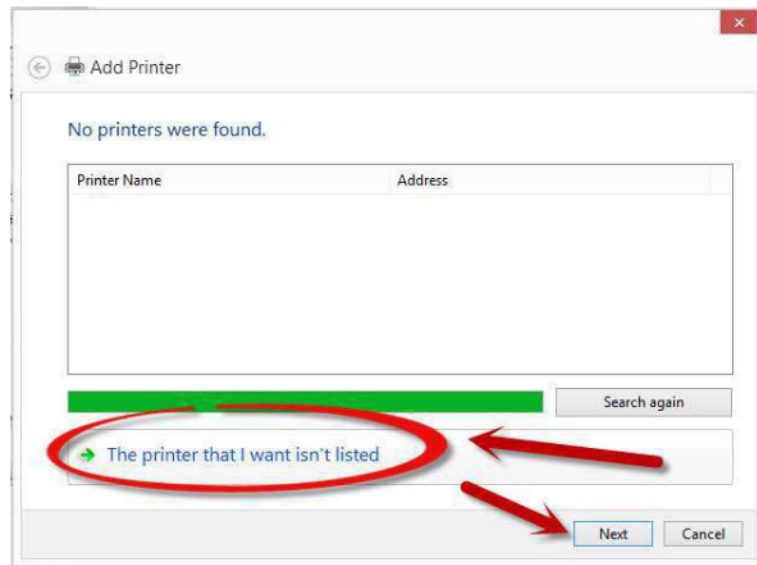 Add Printer
No printers were found.
Printer Name Address
Search again
The printer that I want isn't listed
Next Cancel